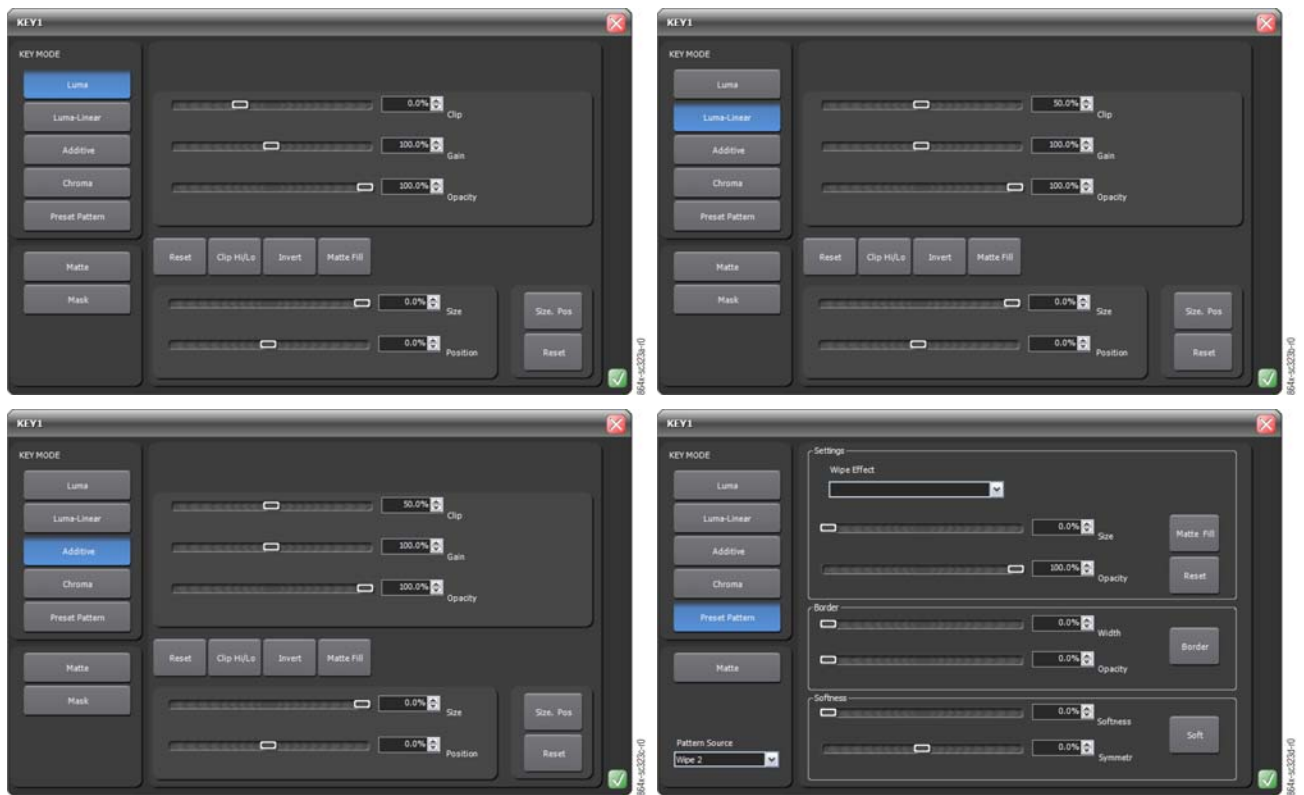 KEY1
KEY MODE
Luma
Luma-Linear
Additive
Chroma
Preset Pattern
Matte
Mask
0.0%
Clip
100.0%
Gain
100.0%
Opacity
Reset
Clip Hi/Lo
Invert
Matte Fill
0.0%
Size
0.0%
Position
Size. Pos
Reset
864x-sc323a-r0
KEY1
KEY MODE
Luma
Luma-Linear
Additive
Chroma
Preset Pattern
Matte
Mask
50.0%
Clip
100.0%
Gain
100.0%
Opacity
Reset
Clip Hi/Lo
Invert
Matte Fill
0.0%
Size
0.0%
Position
Size. Pos
Reset
864x-sc323b-r0
KEY1
KEY MODE
Luma
Luma-Linear
Additive
Chroma
Preset Pattern
Matte
Mask
50.0%
Clip
100.0%
Gain
100.0%
Opacity
Reset
Clip Hi/Lo
Invert
Matte Fill
0.0%
Size
0.0%
Position
Size. Pos
Reset
864x-sc323c-r0
KEY1
KEY MODE
Luma
Luma-Linear
Additive
Chroma
Preset Pattern
Matte
Pattern Source
Wipe 2
Settings
Wipe Effect
0.0%
Size
100.0%
Opacity
Matte Fill
Reset
Border
0.0%
Width
0.0%
Opacity
Border
Softness
0.0%
Softness
0.0%
Symmetr
Soft
864x-sc323d-r0